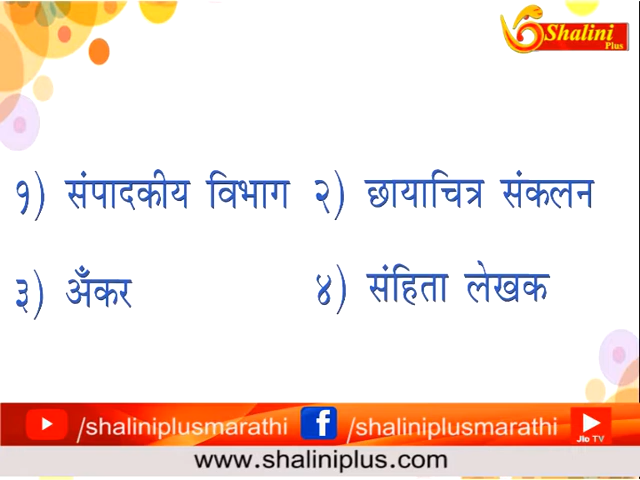 Shalini
Plus
१) संपादकीय विभाग २) छायाचित्र संकलन
३) अँकर ४) संहिता लेखक
/shaliniplusmarathi f /shaliniplusmarathi
Jio TV
www.shaliniplus.com